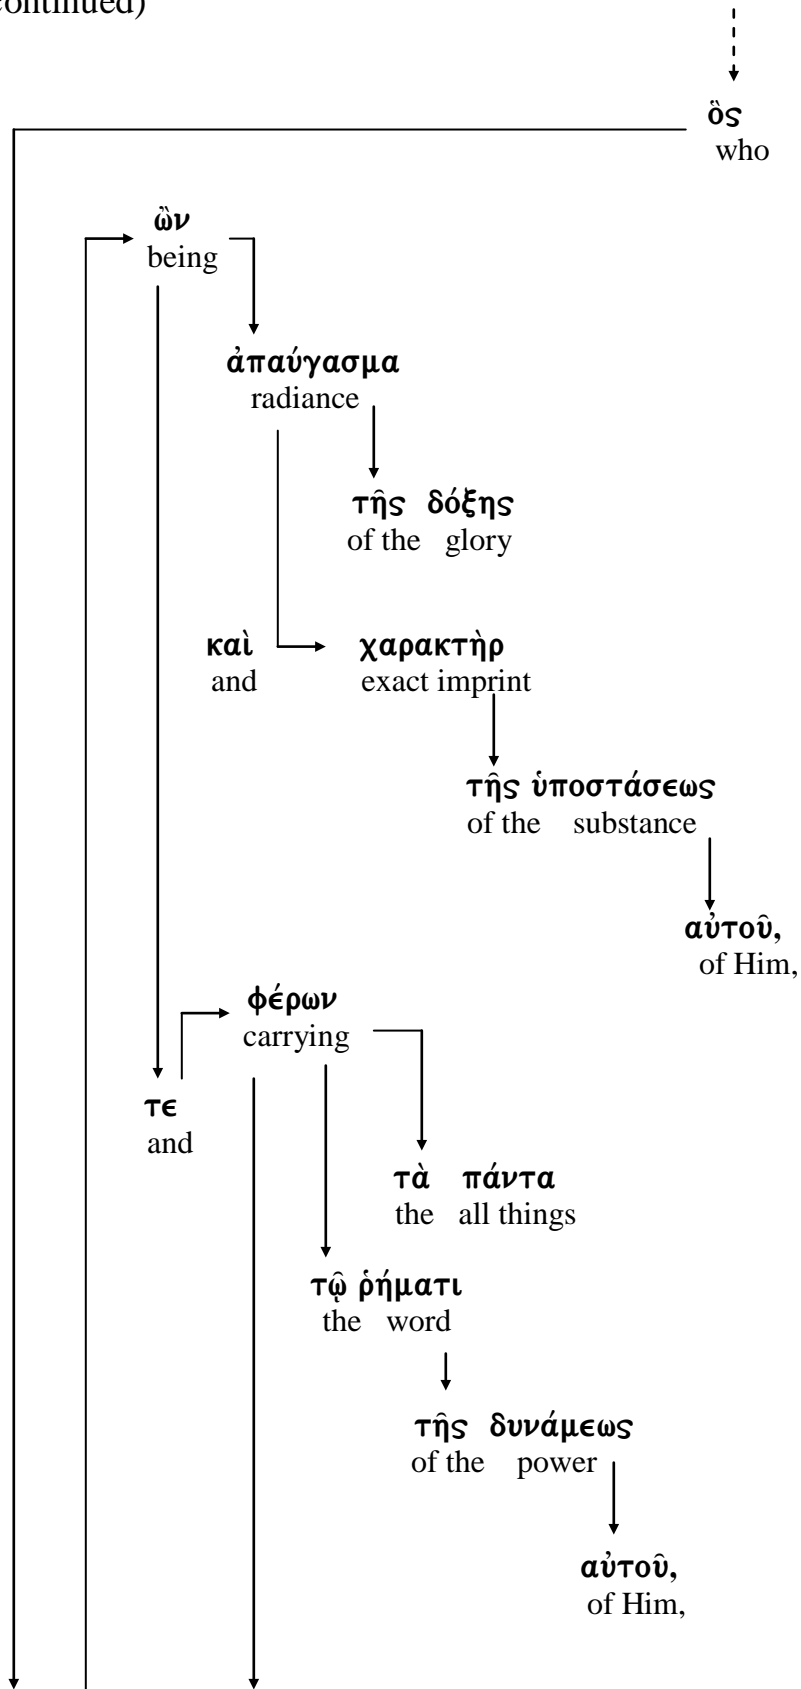 continued)
ὃς
who
ὢν
being
ἀπαύγασμα
radiance
τῆς δόξης
of the glory
καὶ χαρακτὴρ
and exact imprint
τῆς ὑποστάσεως
of the substance
αὐτοῦ,
of Him,
φέρων
carrying
τε
and
τὰ πάντα
the all things
τῷ ῥήματι
the word
τῆς δυνάμεως
of the power
αὐτοῦ,
of Him,